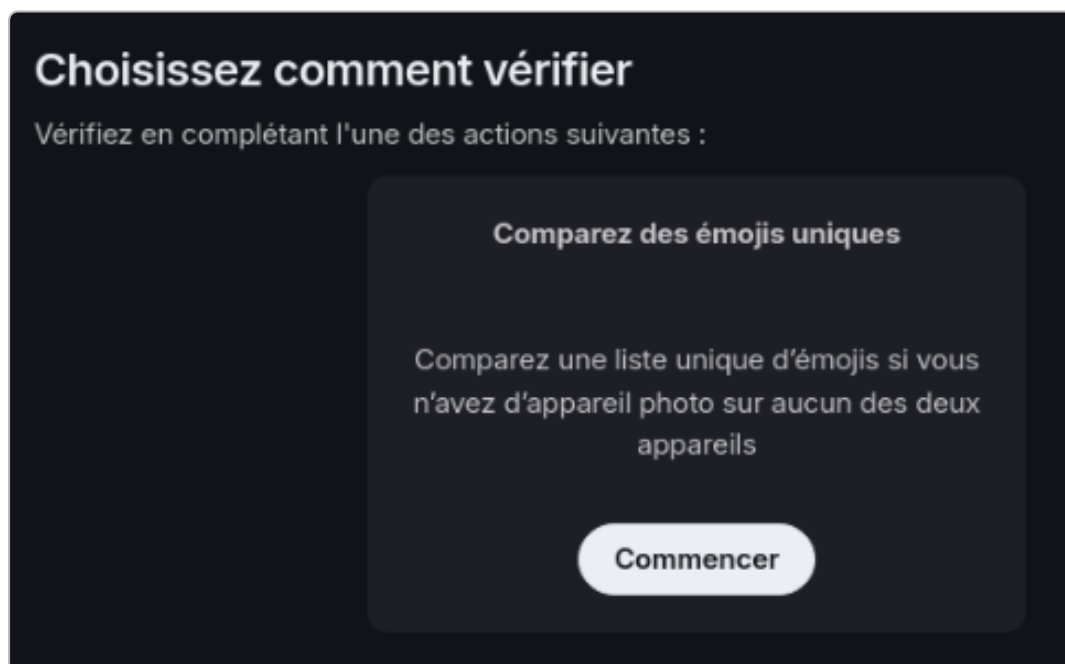 Choisissez comment vérifier
Vérifiez en complétant l'une des actions suivantes :
Comparez des émojis uniques
Comparez une liste unique d’émojis si vous
n’avez d’appareil photo sur aucun des deux
appareils
Commencer